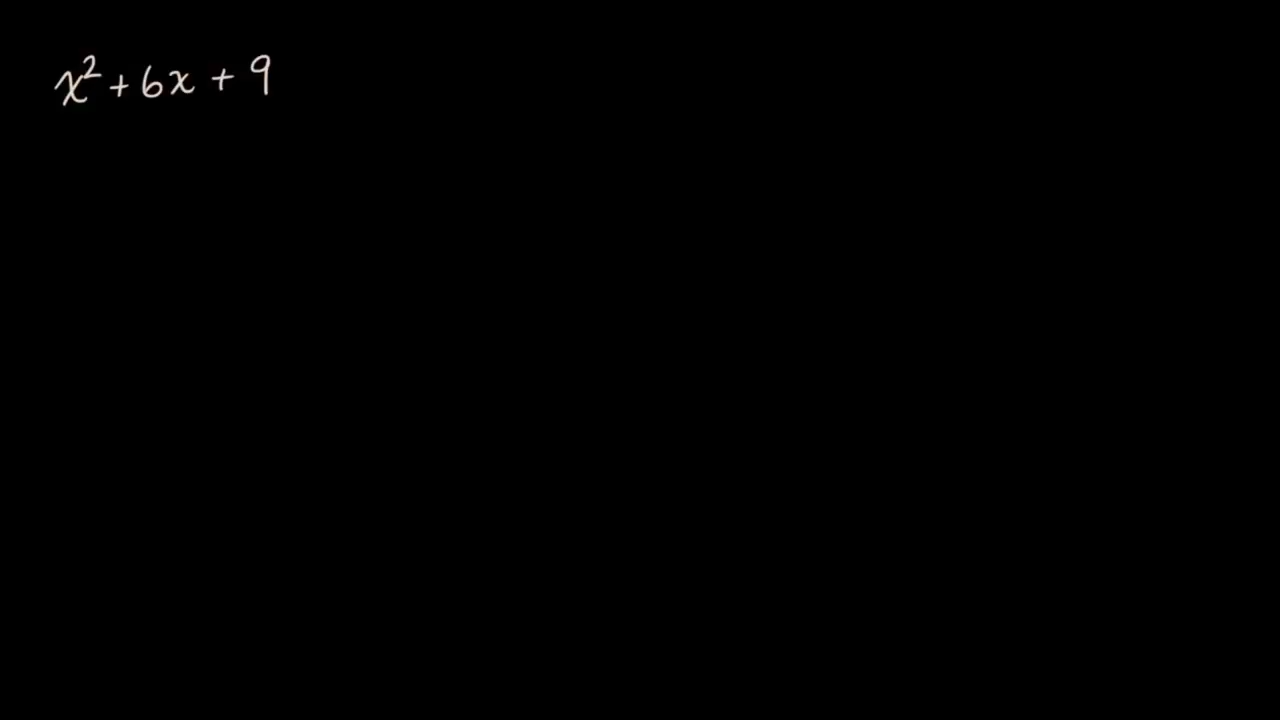 x² + 6x + 9